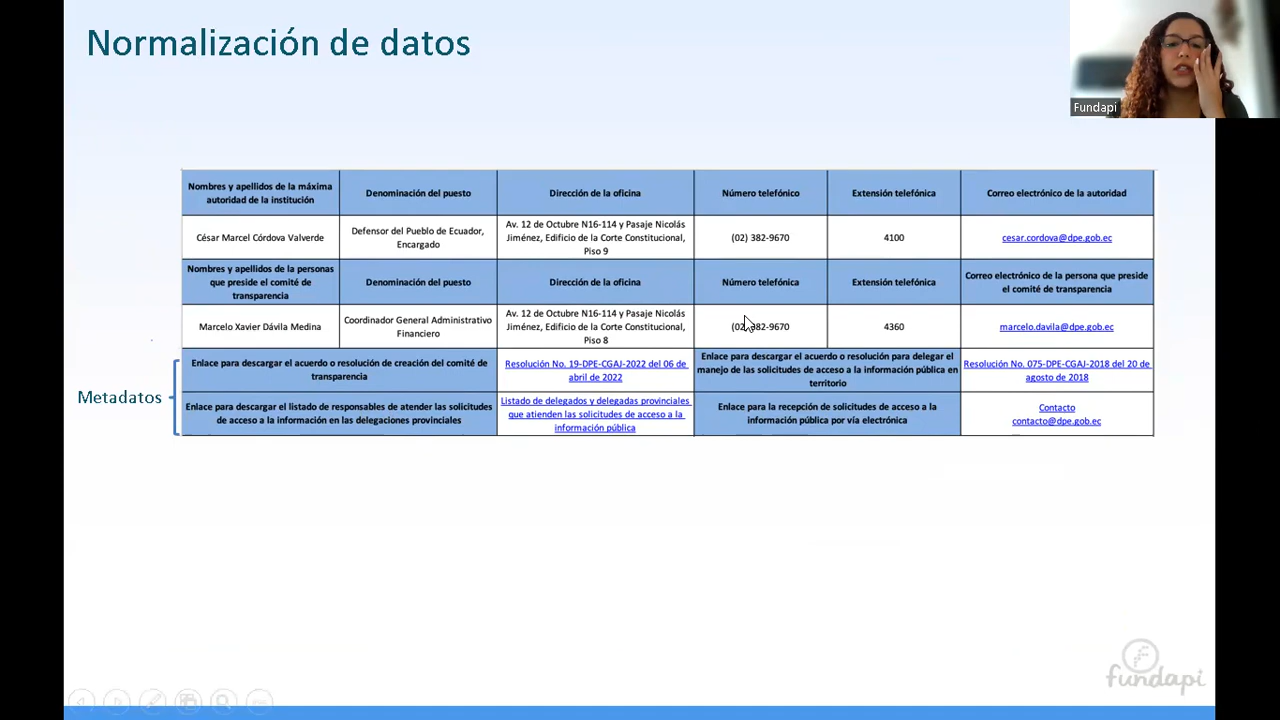 Normalización de datos
Fundapi
Nombres y apellidos de la máxima
autoridad de la institución
Denominación del puesto
Dirección de la oficina
Número telefónico
Extensión telefónica
Correo electrónico de la autoridad
César Marcel Córdova Valverde
Defensor del Pueblo de Ecuador,
Encargado
Av. 12 de Octubre N16-114 y Pasaje Nicolás
Jiménez, Edificio de la Corte Constitucional,
Piso 9
(02) 382-9670
4100
cesar.cordova@dpe.gob.ec
Nombres y apellidos de la personas
que preside el comité de
transparencia
Denominación del puesto
Dirección de la oficina
Número telefónica
Extensión telefónica
Correo electrónico de la persona que preside
el comité de transparencia
Marcelo Xavier Dávila Medina
Coordinador General Administrativo
Financiero
Av. 12 de Octubre N16-114 y Pasaje Nicolás
Jiménez, Edificio de la Corte Constitucional,
Piso 8
(02) 382-9670
4360
marcelo.davila@dpe.gob.ec
Metadatos
Enlace para descargar el acuerdo o resolución de creación del comité de
transparencia
Resolución No. 19-DPE-CGAJ-2022 del 06 de
abril de 2022
Enlace para descargar el acuerdo o resolución para delegar el
manejo de las solicitudes de acceso a la información pública en
territorio
Resolución No. 075-DPE-CGAJ-2018 del 20 de
agosto de 2018
Enlace para descargar el listado de responsables de atender las solicitudes
de acceso a la información en las delegaciones provinciales
Listado de delegados y delegadas provinciales
que atienden las solicitudes de acceso a la
información pública
Enlace para la recepción de solicitudes de acceso a la
información pública por vía electrónica
Contacto
contacto@dpe.gob.ec
fundapi